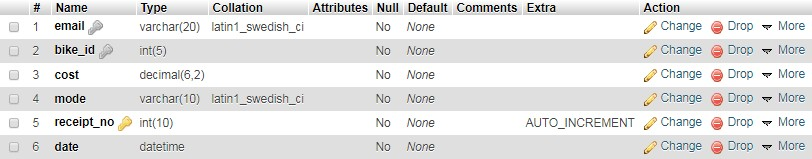 # Name Type Collation Attributes Null Default Comments Extra Action
1 email varchar(20) latin1_swedish_ci No None Change Drop More
2 bike_id int(5) No None Change Drop More
3 cost decimal(6,2) No None Change Drop More
4 mode varchar(10) latin1_swedish_ci No None Change Drop More
5 receipt_no int(10) No None AUTO_INCREMENT Change Drop More
6 date datetime No None Change Drop More